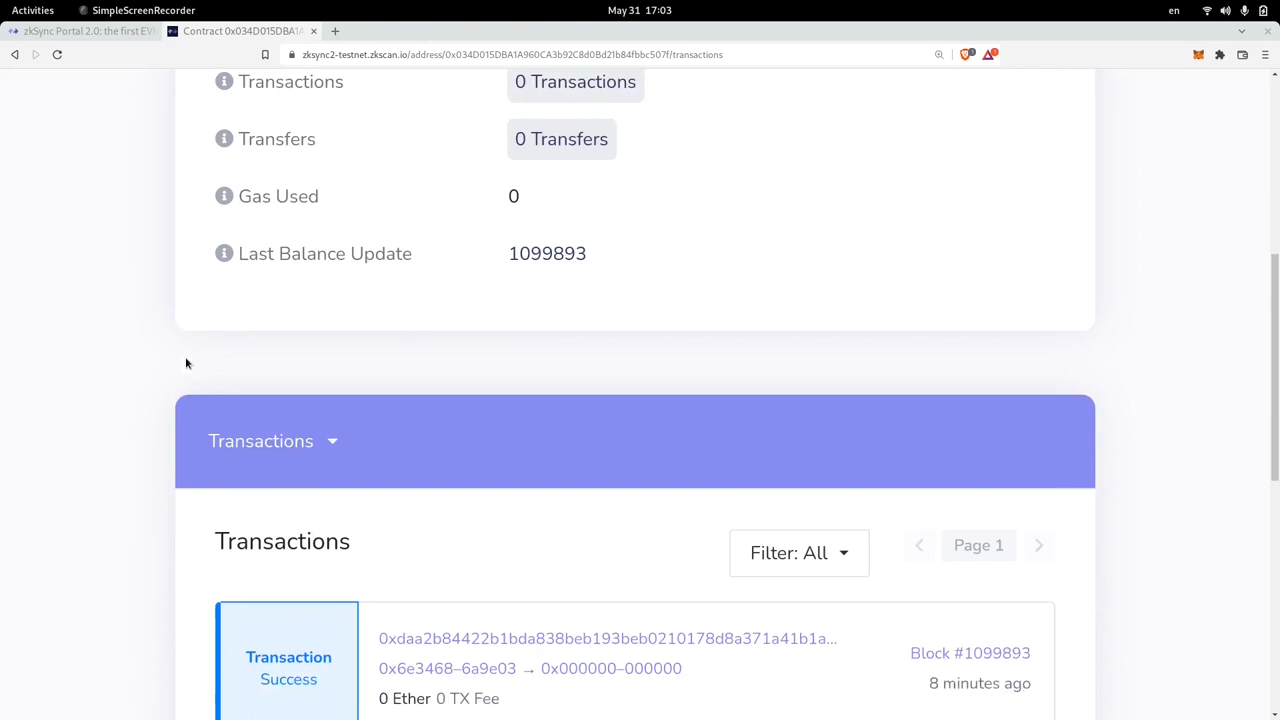 Activities
SimpleScreenRecorder
May 31 17:03
en
zkSync Portal 2.0: the first EV
Contract 0x034D015DBA1A
zksync2-testnet.zkscan.io/address/0x034D015DBA1A960CA3b92C8d0Bd21b84fbbc507f/transactions
Transactions
0 Transactions
Transfers
0 Transfers
Gas Used
0
Last Balance Update
1099893
Transactions
Transactions
Filter: All
Page 1
Transaction
Success
0xdaa2b84422b1bda838beb193beb0210178d8a371a41b1a...
0x6e3468–6a9e03 → 0x000000–000000
0 Ether 0 TX Fee
Block #1099893
8 minutes ago